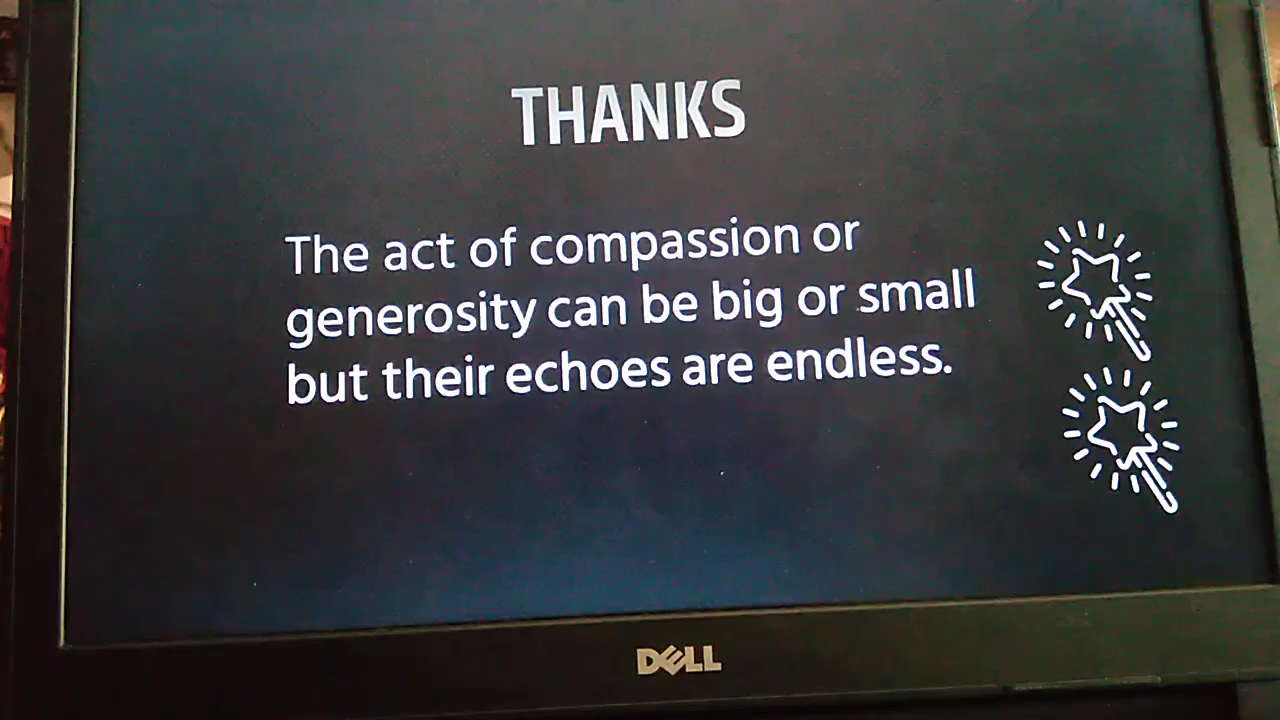 THANKS
The act of compassion or
generosity can be big or small
but their echoes are endless.
DELL